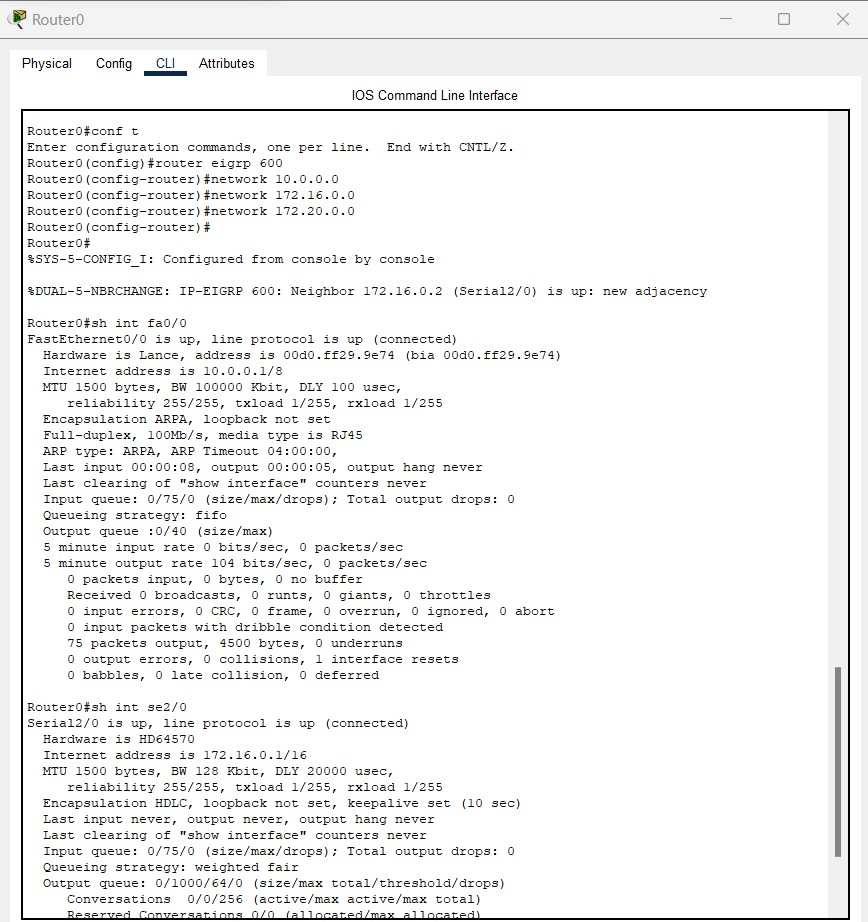 Router0
Physical Config CLI Attributes
IOS Command Line Interface
Router0#conf t
Enter configuration commands, one per line.  End with CNTL/Z.
Router0(config)#router eigrp 600
Router0(config-router)#network 10.0.0.0
Router0(config-router)#network 172.16.0.0
Router0(config-router)#network 172.20.0.0
Router0(config-router)#
Router0#
%SYS-5-CONFIG_I: Configured from console by console
%DUAL-5-NBRCHANGE: IP-EIGRP 600: Neighbor 172.16.0.2 (Serial2/0) is up: new adjacency
Router0#sh int fa0/0
FastEthernet0/0 is up, line protocol is up (connected)
Hardware is Lance, address is 00d0.ff29.9e74 (bia 00d0.ff29.9e74)
Internet address is 10.0.0.1/8
MTU 1500 bytes, BW 100000 Kbit, DLY 100 usec,
reliability 255/255, txload 1/255, rxload 1/255
Encapsulation ARPA, loopback not set
Full-duplex, 100Mb/s, media type is RJ45
ARP type: ARPA, ARP Timeout 04:00:00,
Last input 00:00:08, output 00:00:05, output hang never
Last clearing of "show interface" counters never
Input queue: 0/75/0 (size/max/drops); Total output drops: 0
Queueing strategy: fifo
Output queue :0/40 (size/max)
5 minute input rate 0 bits/sec, 0 packets/sec
5 minute output rate 104 bits/sec, 0 packets/sec
0 packets input, 0 bytes, 0 no buffer
Received 0 broadcasts, 0 runts, 0 giants, 0 throttles
0 input errors, 0 CRC, 0 frame, 0 overrun, 0 ignored, 0 abort
0 input packets with dribble condition detected
75 packets output, 4500 bytes, 0 underruns
0 output errors, 0 collisions, 1 interface resets
0 babbles, 0 late collision, 0 deferred
Router0#sh int se2/0
Serial2/0 is up, line protocol is up (connected)
Hardware is HD64570
Internet address is 172.16.0.1/16
MTU 1500 bytes, BW 128 Kbit, DLY 20000 usec,
reliability 255/255, txload 1/255, rxload 1/255
Encapsulation HDLC, loopback not set, keepalive set (10 sec)
Last input never, output never, output hang never
Last clearing of "show interface" counters never
Input queue: 0/75/0 (size/max/drops); Total output drops: 0
Queueing strategy: weighted fair
Output queue: 0/1000/64/0 (size/max total/threshold/drops)
Conversations  0/0/256 (active/max active/max total)
Reserved Conversations 0/0 (allocated/max allocated)